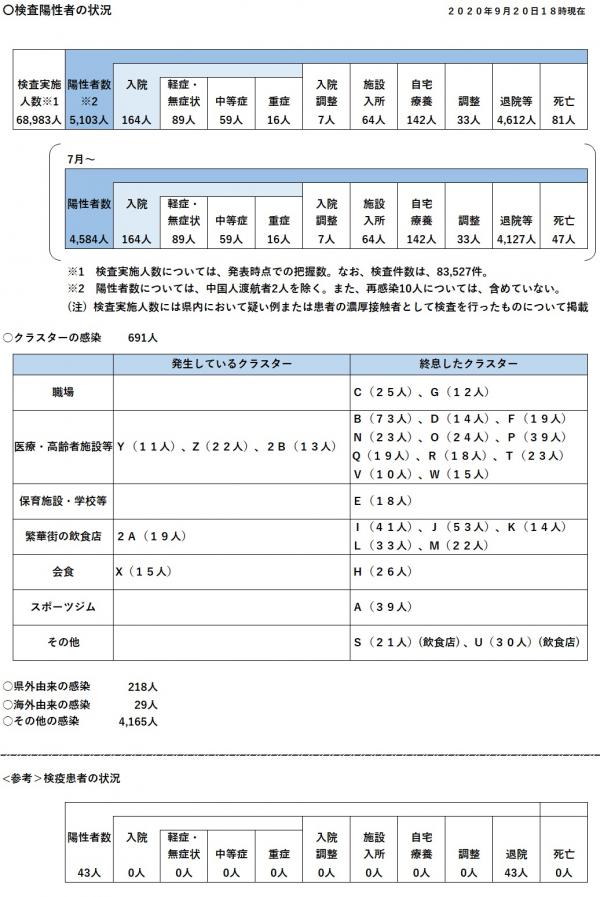 〇検査陽性者の状況
２０２０年９月２０日１８時現在
検査実施人数※1 陽性者数※2 入院 軽症・無症状 中等症 重症 入院調整 施設入所 自宅療養 調整 退院等 死亡
68,983人 5,103人 164人 89人 59人 16人 7人 64人 142人 33人 4,612人 81人
7月～
陽性者数 入院 軽症・無症状 中等症 重症 入院調整 施設入所 自宅療養 調整 退院等 死亡
4,584人 164人 89人 59人 16人 7人 64人 142人 33人 4,127人 47人
※1　検査実施人数については、発表時点での把握数。なお、検査件数は、83,527件。
※2　陽性者数については、中国人渡航者2人を除く。また、再感染10人については、含めていない。
（注）検査実施人数には県内において疑い例または患者の濃厚接触者として検査を行ったものについて掲載
〇クラスターの感染　691人
発生しているクラスター 終息したクラスター
職場 Ｃ（２５人）、Ｇ（１２人）
医療・高齢者施設等 Ｙ（１１人）、Ｚ（２２人）、２Ｂ（１３人） Ｂ（７３人）、Ｄ（１４人）、Ｆ（１９人）
Ｎ（２３人）、Ｏ（２４人）、Ｐ（３９人）
Ｑ（１９人）、Ｒ（１８人）、Ｔ（２３人）
Ｖ（１０人）、Ｗ（１５人）
保育施設・学校等 Ｅ（１８人）
繁華街の飲食店 ２Ａ（１９人） Ｉ（４１人）、Ｊ（５３人）、Ｋ（１４人）
Ｌ（３３人）、Ｍ（２２人）
会食 Ｘ（１５人） Ｈ（２６人）
スポーツジム Ａ（３９人）
その他 Ｓ（２１人）（飲食店）、Ｕ（３０人）（飲食店）
〇県外由来の感染　218人
〇海外由来の感染　29人
〇その他の感染　4,165人
<参考＞検疫患者の状況
陽性者数 入院 軽症・無症状 中等症 重症 入院調整 施設入所 自宅療養 調整 退院 死亡
43人 0人 0人 0人 0人 0人 0人 0人 0人 43人 0人